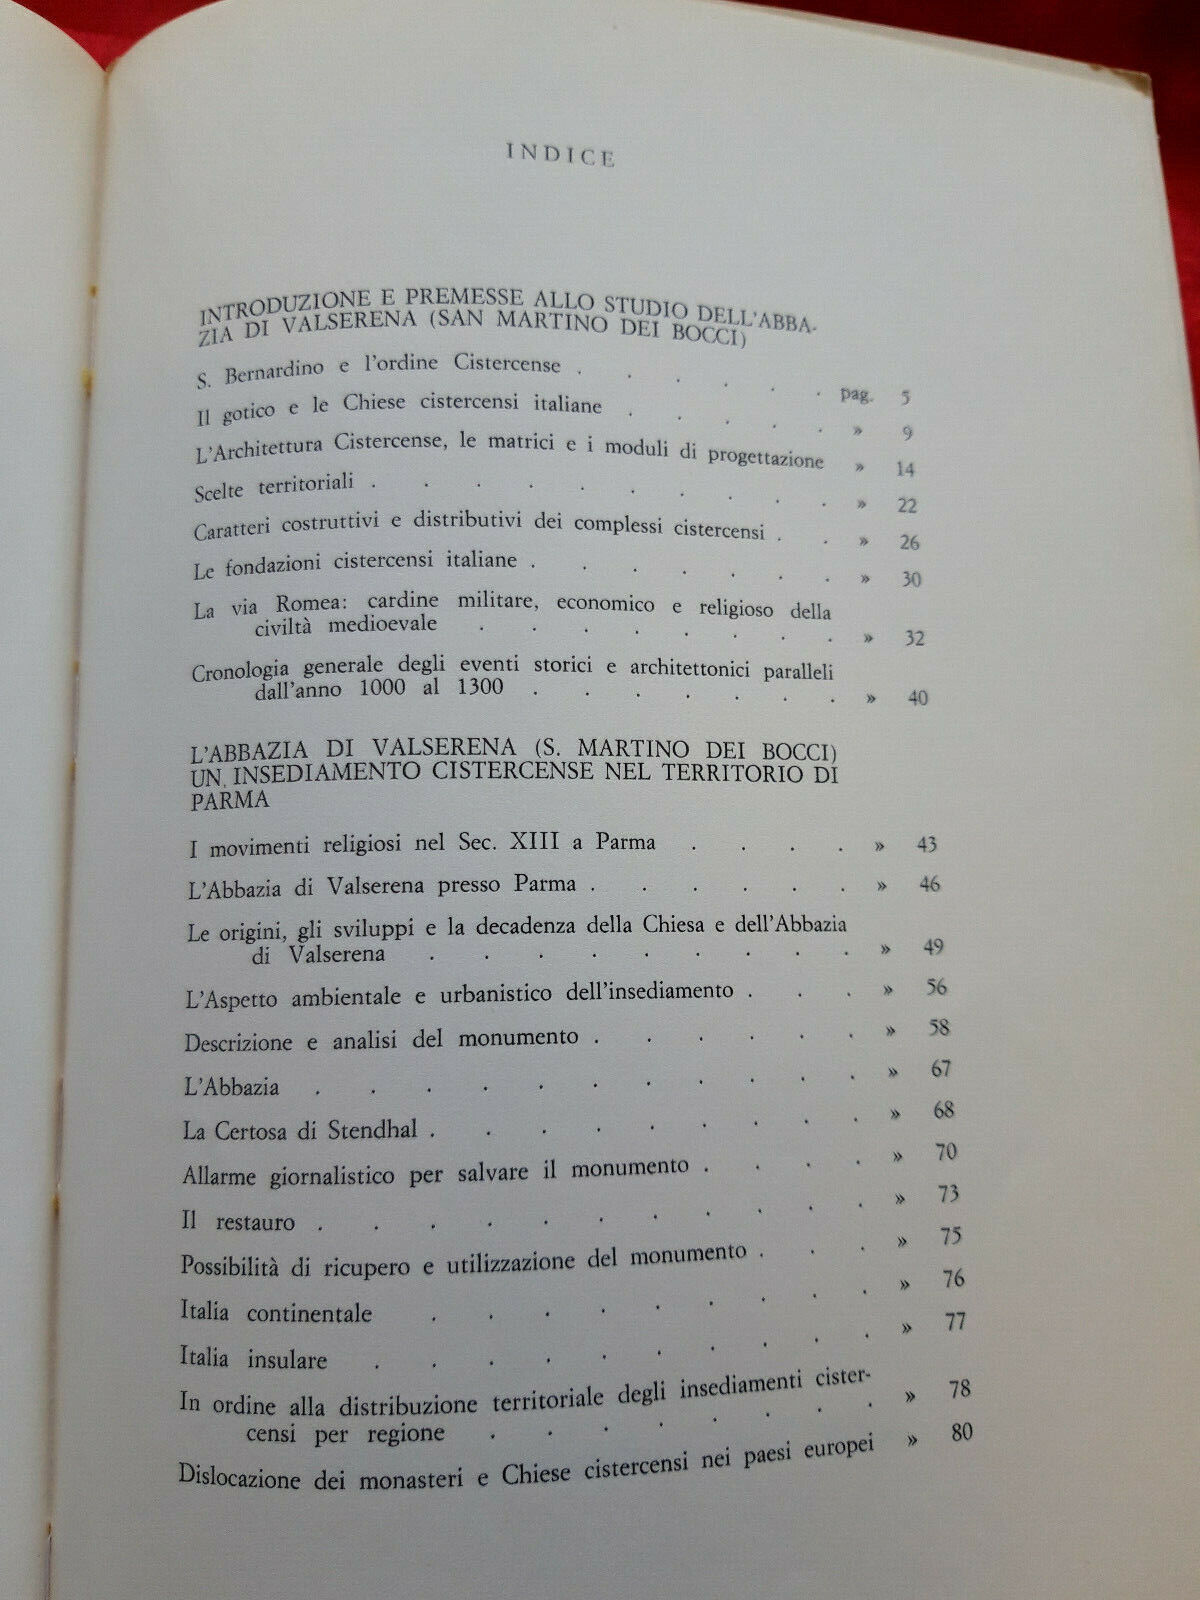 INDICE
INTRODUZIONE E PREMESSE ALLO STUDIO DELL'ABBA-
ZIA DI VALSERENA (SAN MARTINO DEI BOCCI)
S. Bernardino e l'ordine Cistercense . . . . . . pag. 5
Il gotico e le Chiese cistercensi italiane . . . . . » 9
L'Architettura Cistercense, le matrici e i moduli di progettazione » 14
Scelte territoriali . . . . . . . . . » 22
Caratteri costruttivi e distributivi dei complessi cistercensi . . » 26
Le fondazioni cistercensi italiane . . . . . . » 30
La via Romea: cardine militare, economico e religioso della
civiltà medioevale . . . . . . . » 32
Cronologia generale degli eventi storici e architettonici paralleli
dall'anno 1000 al 1300 . . . . . . » 40
L'ABBAZIA DI VALSERENA (S. MARTINO DEI BOCCI)
UN INSEDIAMENTO CISTERCENSE NEL TERRITORIO DI
PARMA
I movimenti religiosi nel Sec. XIII a Parma . . . . » 43
L'Abbazia di Valserena presso Parma . . . . . . » 46
Le origini, gli sviluppi e la decadenza della Chiesa e dell'Abbazia
di Valserena . . . . . . . . » 49
L'Aspetto ambientale e urbanistico dell'insediamento . . . » 56
Descrizione e analisi del monumento . . . . . . » 58
L'Abbazia . . . . . . . . . . » 67
La Certosa di Stendhal . . . . . . . . » 68
Allarme giornalistico per salvare il monumento . . . . » 70
Il restauro . . . . . . . . . . » 73
Possibilità di ricupero e utilizzazione del monumento . . . » 75
Italia continentale . . . . . . . . » 76
Italia insulare . . . . . . . . . » 77
In ordine alla distribuzione territoriale degli insediamenti cister-
censi per regione . . . . . . . » 78
Dislocazione dei monasteri e Chiese cistercensi nei paesi europei » 80